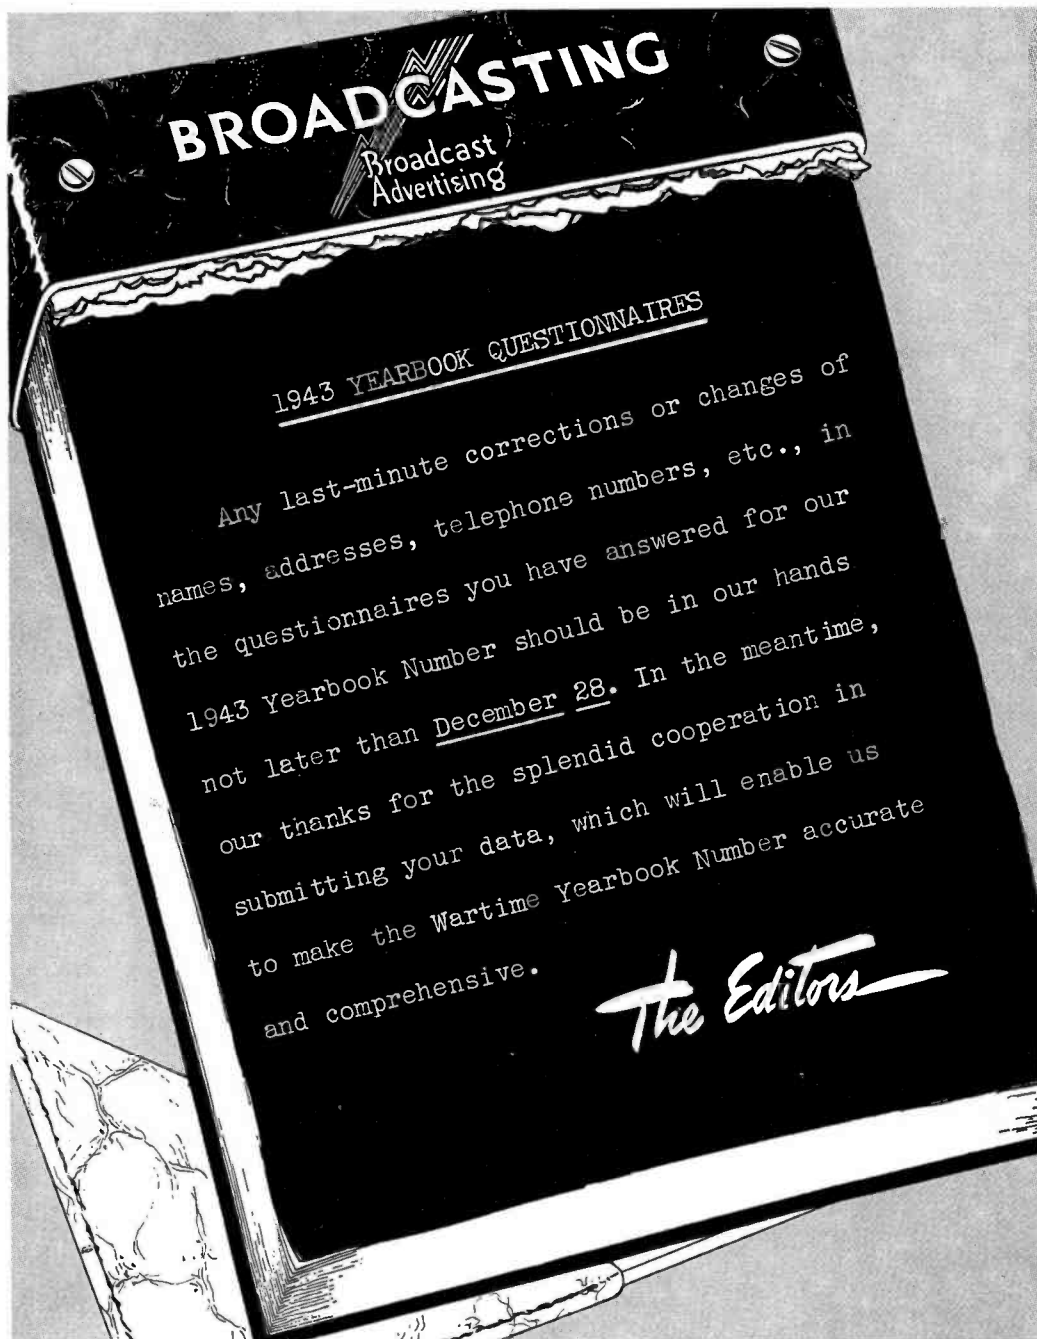 BROADCASTING
Broadcast
Advertising
1943 YEARBOOK QUESTIONNAIRES
Any last-minute corrections or changes of
names, addresses, telephone numbers, etc., in
the questionnaires you have answered for our
1943 Yearbook Number should be in our hands
not later than December 28. In the meantime,
our thanks for the splendid cooperation in
submitting your data, which will enable us
to make the Wartime Yearbook Number accurate
and comprehensive.
The Editors